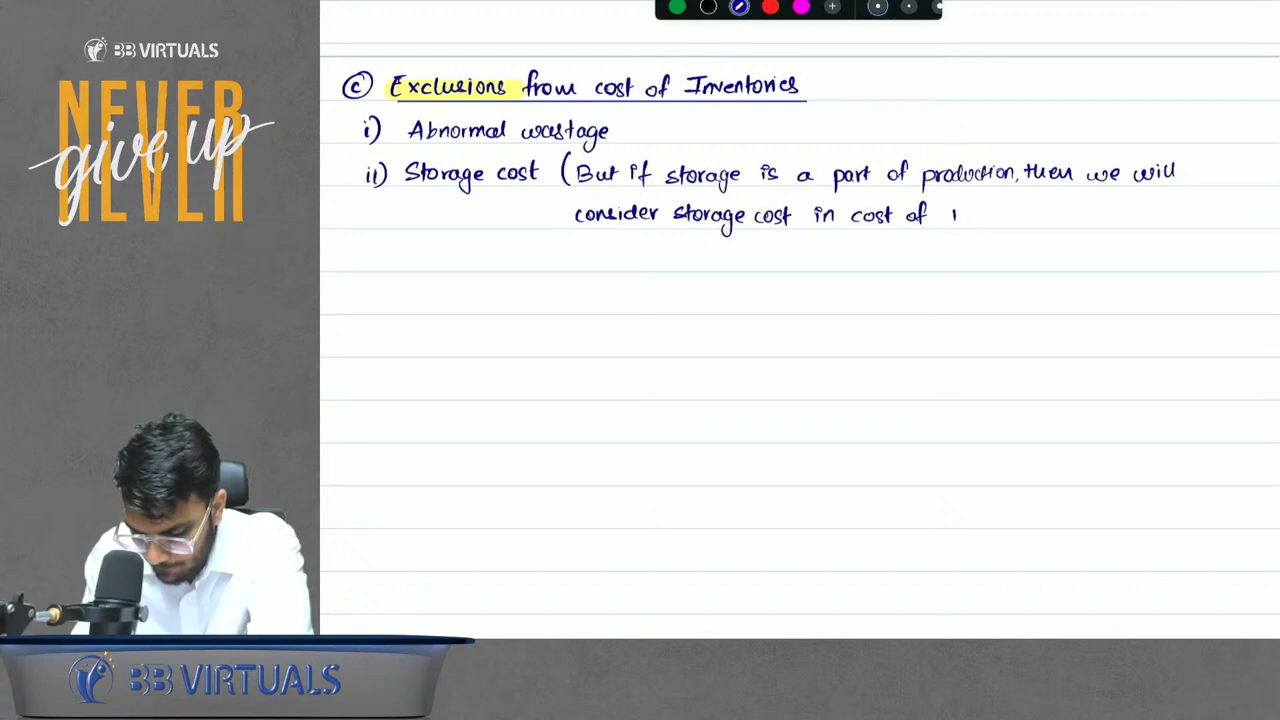 BB VIRTUALS
NEVER
give up
NEVER
(c) Exclusions from cost of Inventories
i) Abnormal wastage
ii) Storage cost (But if storage is a part of production, then we will
consider storage cost in cost of
BB VIRTUALS